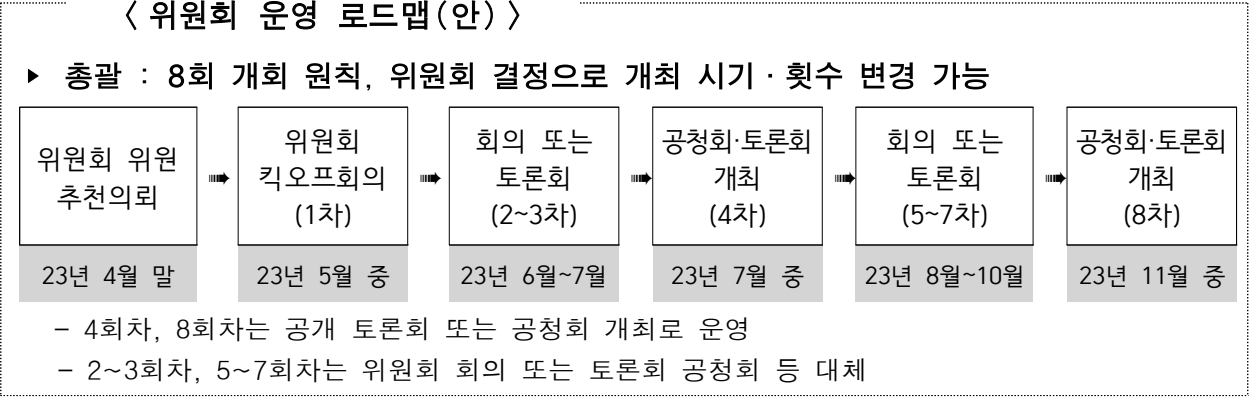 〈 위원회 운영 로드맵(안) 〉
▶ 총괄 : 8회 개회 원칙, 위원회 결정으로 개최 시기 · 횟수 변경 가능
위원회 위원
추천의뢰
23년 4월 말
위원회
킥오프회의
(1차)
23년 5월 중
회의 또는
토론회
(2~3차)
23년 6월~7월
공청회·토론회
개최
(4차)
23년 7월 중
회의 또는
토론회
(5~7차)
23년 8월~10월
공청회·토론회
개최
(8차)
23년 11월 중
- 4회차, 8회차는 공개 토론회 또는 공청회 개최로 운영
- 2~3회차, 5~7회차는 위원회 회의 또는 토론회 공청회 등 대체